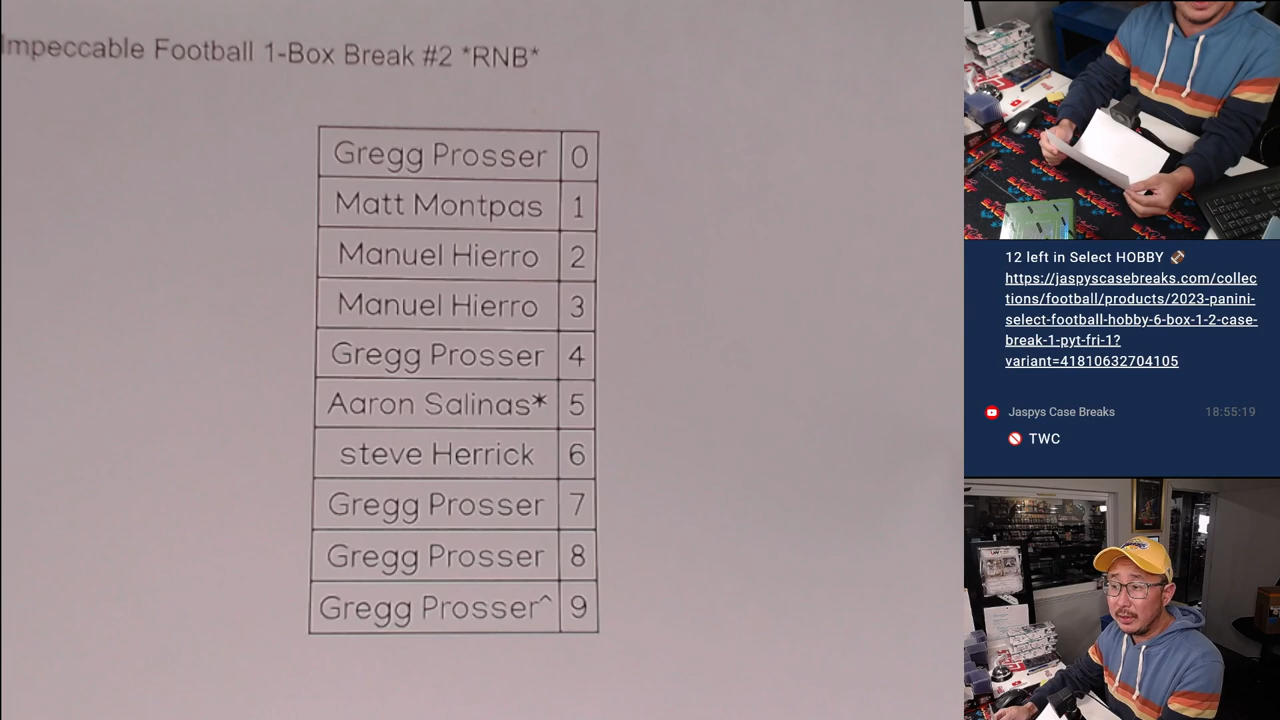 Impeccable Football 1-Box Break #2 *RNB*
Gregg Prosser 0
Matt Montpas 1
Manuel Hierro 2
Manuel Hierro 3
Gregg Prosser 4
Aaron Salinas* 5
steve Herrick 6
Gregg Prosser 7
Gregg Prosser 8
Gregg Prosser^ 9
12 left in Select HOBBY 🏈
https://jaspyscasebreaks.com/collec
tions/football/products/2023-panini-
select-football-hobby-6-box-1-2-case-
break-1-pyt-fri-1?
variant=41810632704105
Jaspys Case Breaks 18:55:19
🚫 TWC